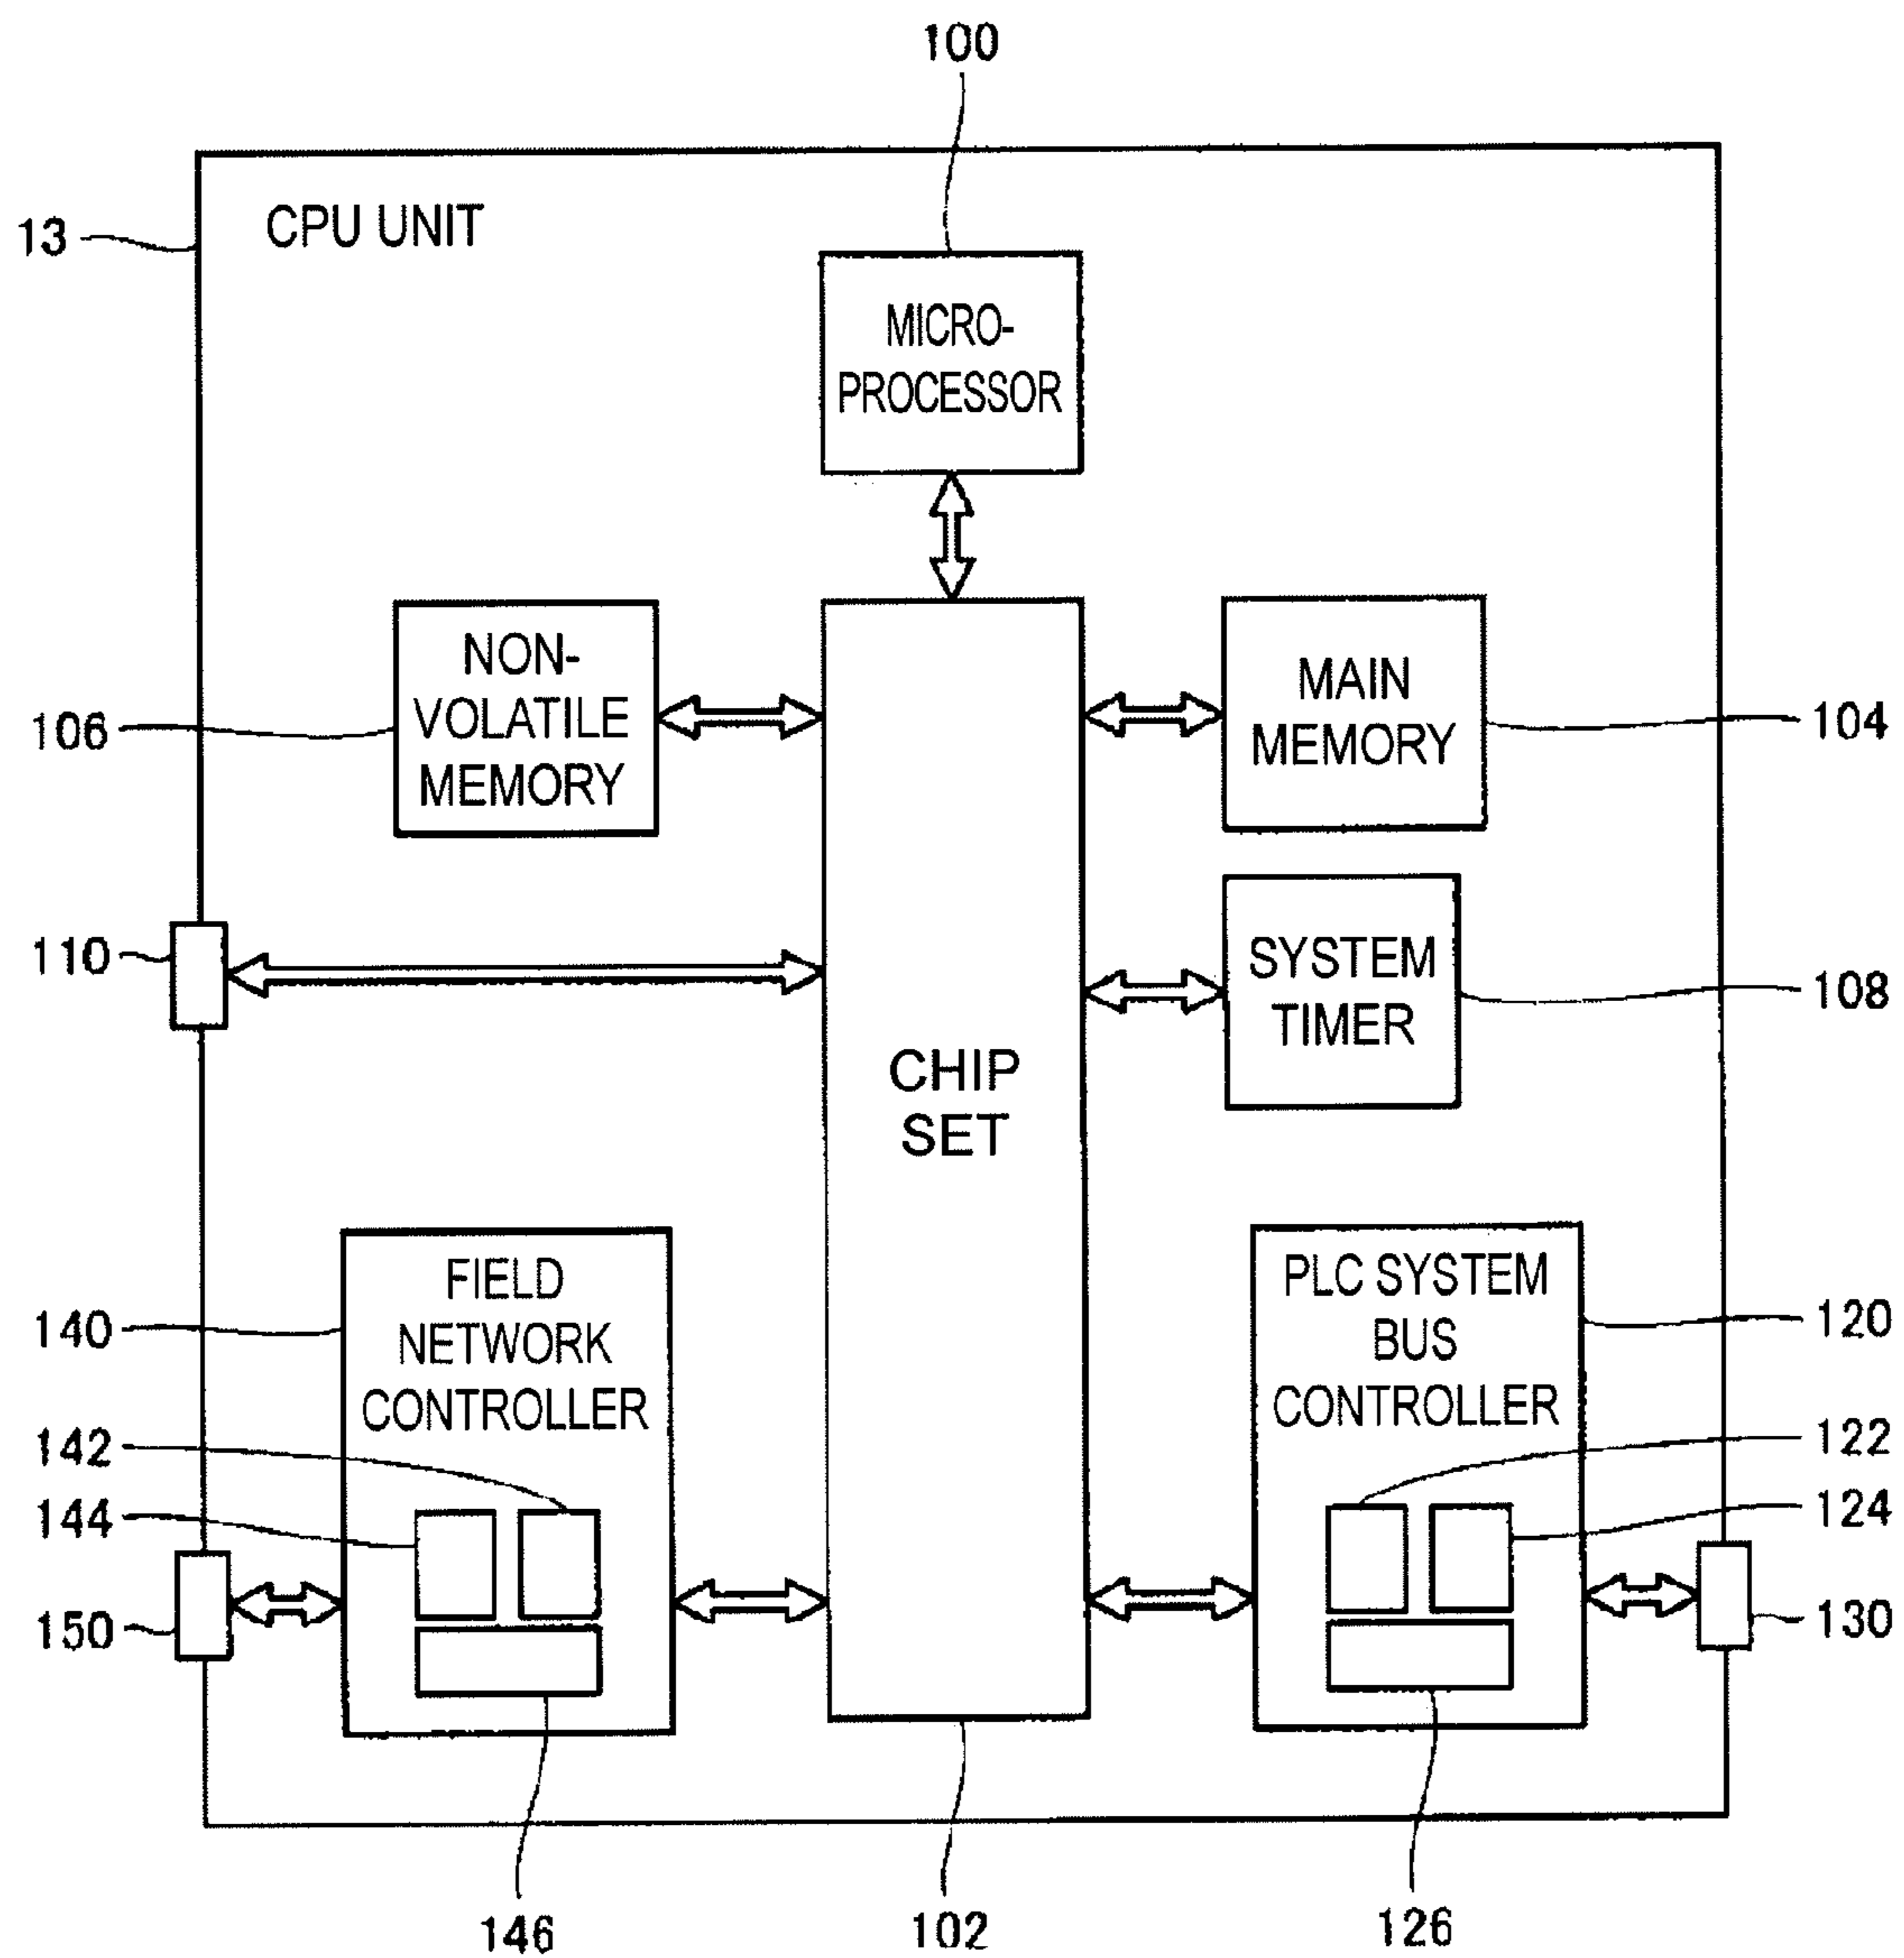 100
13
CPU UNIT
MICRO-
PROCESSOR
NON-
VOLATILE
MEMORY
106
MAIN
MEMORY
104
110
SYSTEM
TIMER
108
CHIP
SET
FIELD
NETWORK
CONTROLLER
140
142
144
150
PLC SYSTEM
BUS
CONTROLLER
120
122
124
130
146
102
126